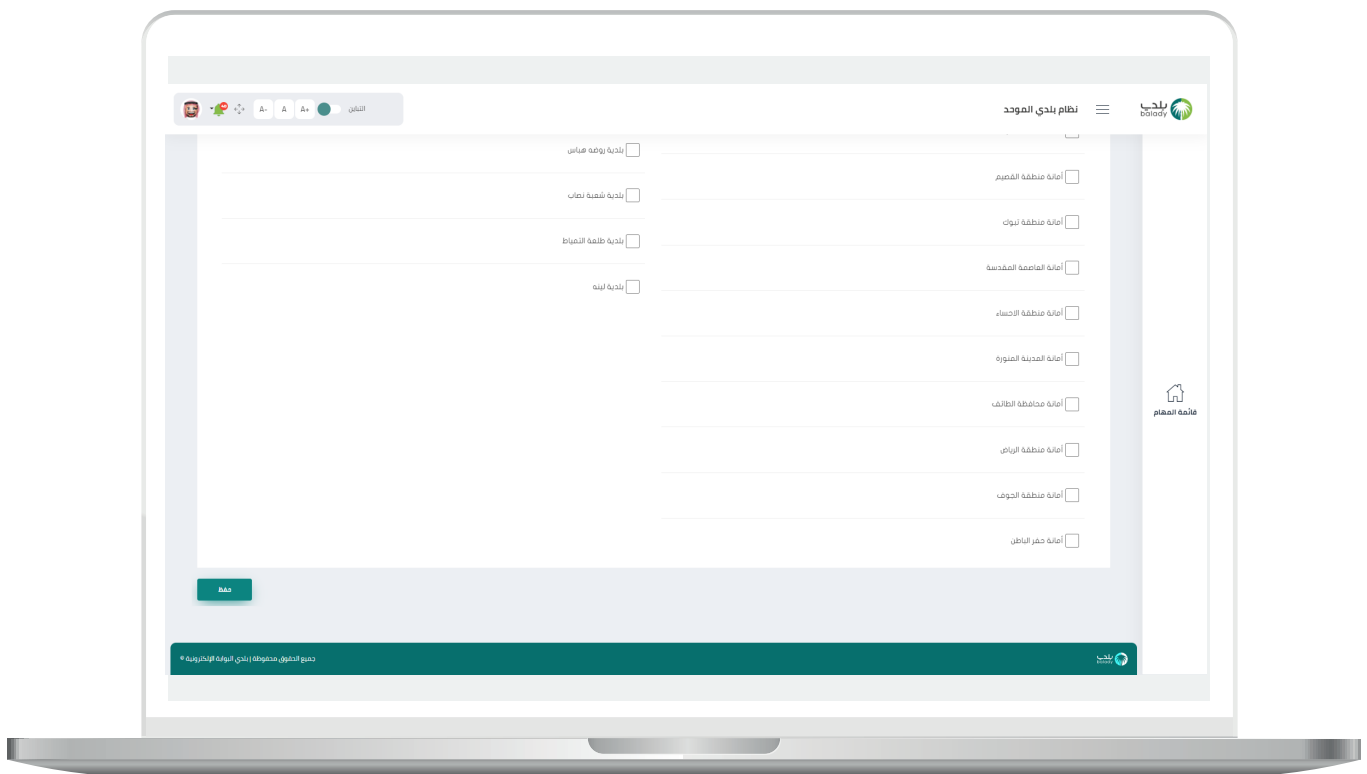 بلدي
balady
نظام بلدي الموحد
التباين
A+
A
A-
أمانة منطقة القصيم
أمانة منطقة تبوك
أمانة العاصمة المقدسة
أمانة منطقة الاحساء
أمانة المدينة المنورة
أمانة محافظة الطائف
أمانة منطقة الرياض
أمانة منطقة الجوف
أمانة حفر الباطن
بلدية روضه هباس
بلدية شعبة نصاب
بلدية طلعة التمياط
بلدية لينه
قائمة المهام
حفظ
بلدي
balady
جميع الحقوق محفوظة | بلدي البوابة الإلكترونية ©